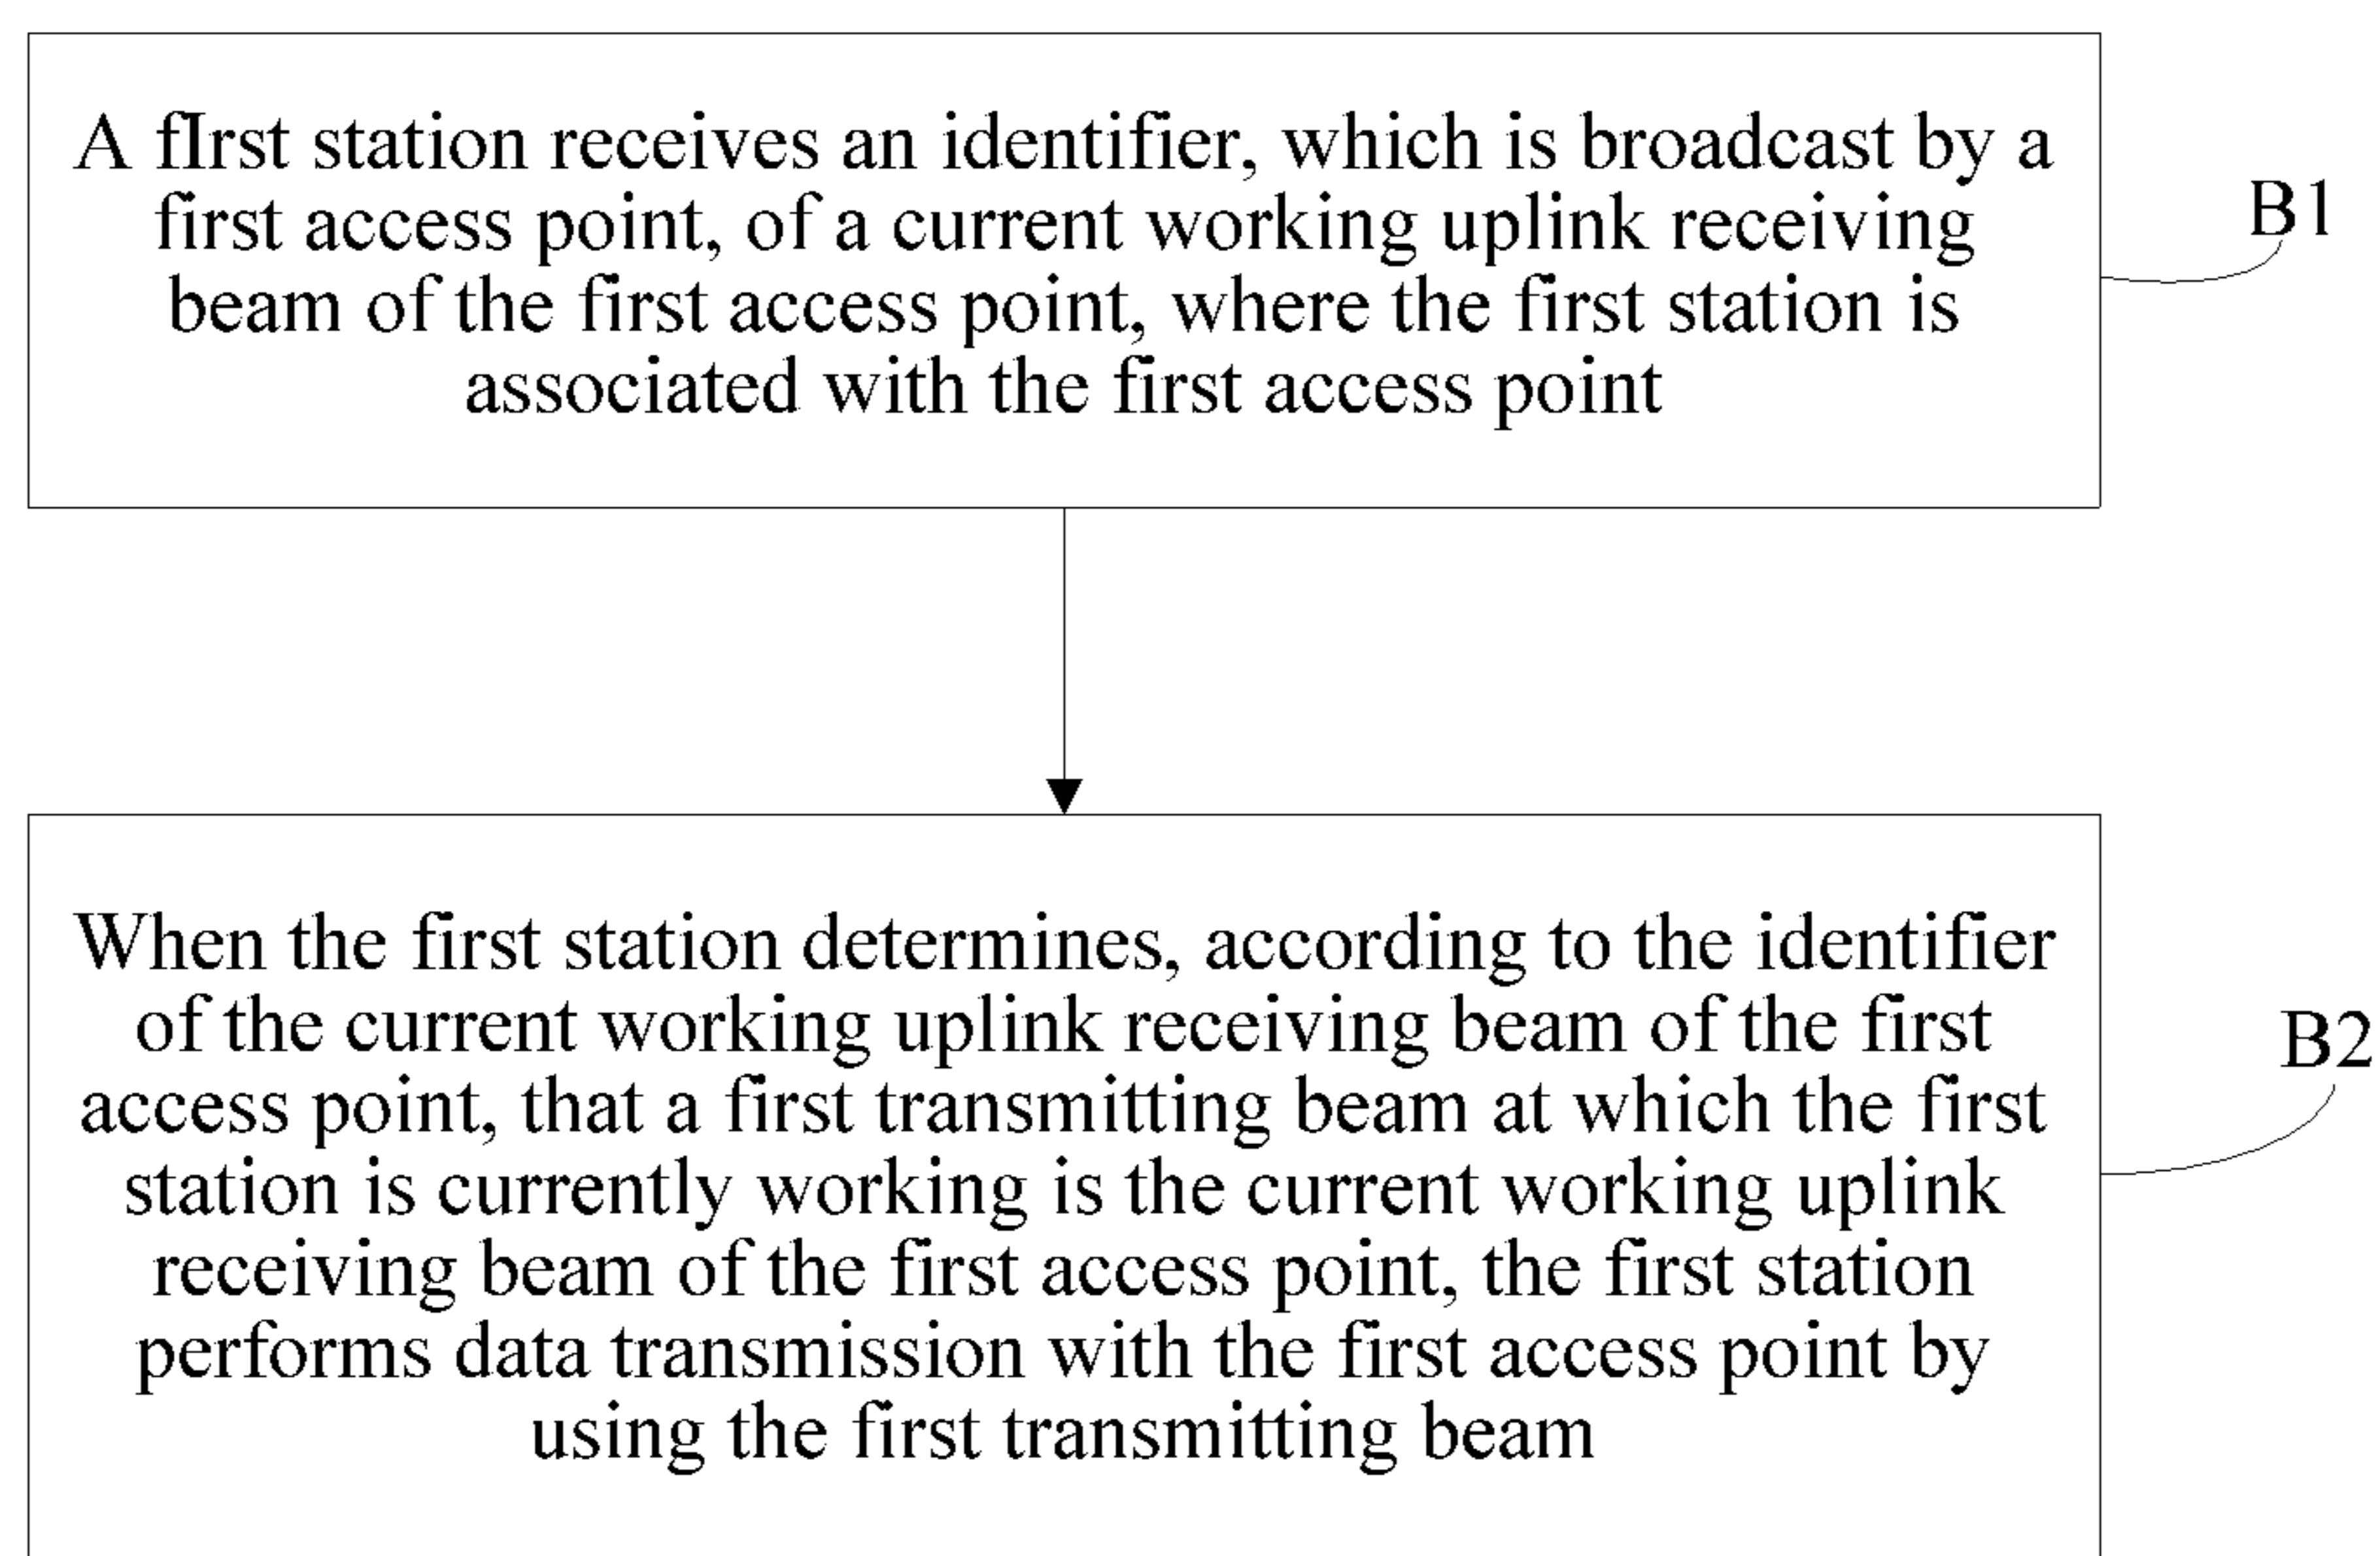 A fIrst station receives an identifier, which is broadcast by a
first access point, of a current working uplink receiving
beam of the first access point, where the first station is
associated with the first access point
B1
When the first station determines, according to the identifier
of the current working uplink receiving beam of the first
access point, that a first transmitting beam at which the first
station is currently working is the current working uplink
receiving beam of the first access point, the first station
performs data transmission with the first access point by
using the first transmitting beam
B2